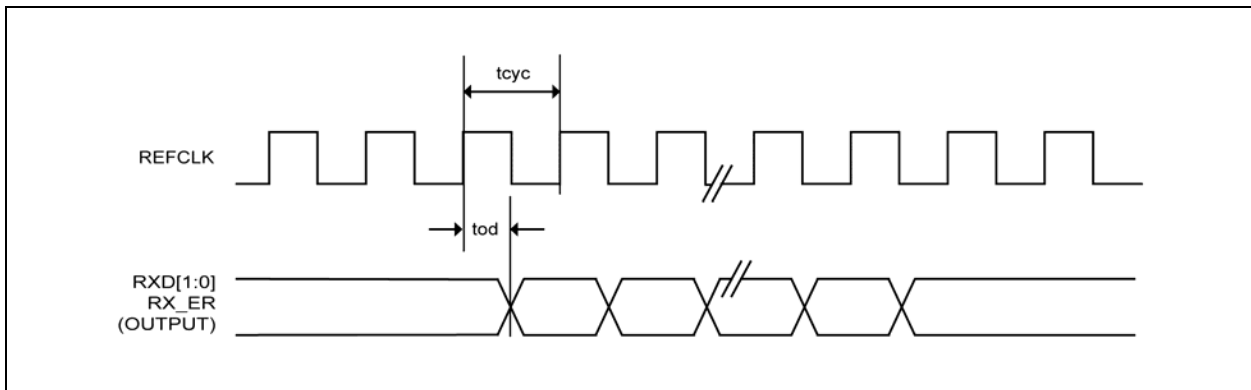 tcyc
REFCLK
tod
RXD[1:0]
RX_ER
(OUTPUT)